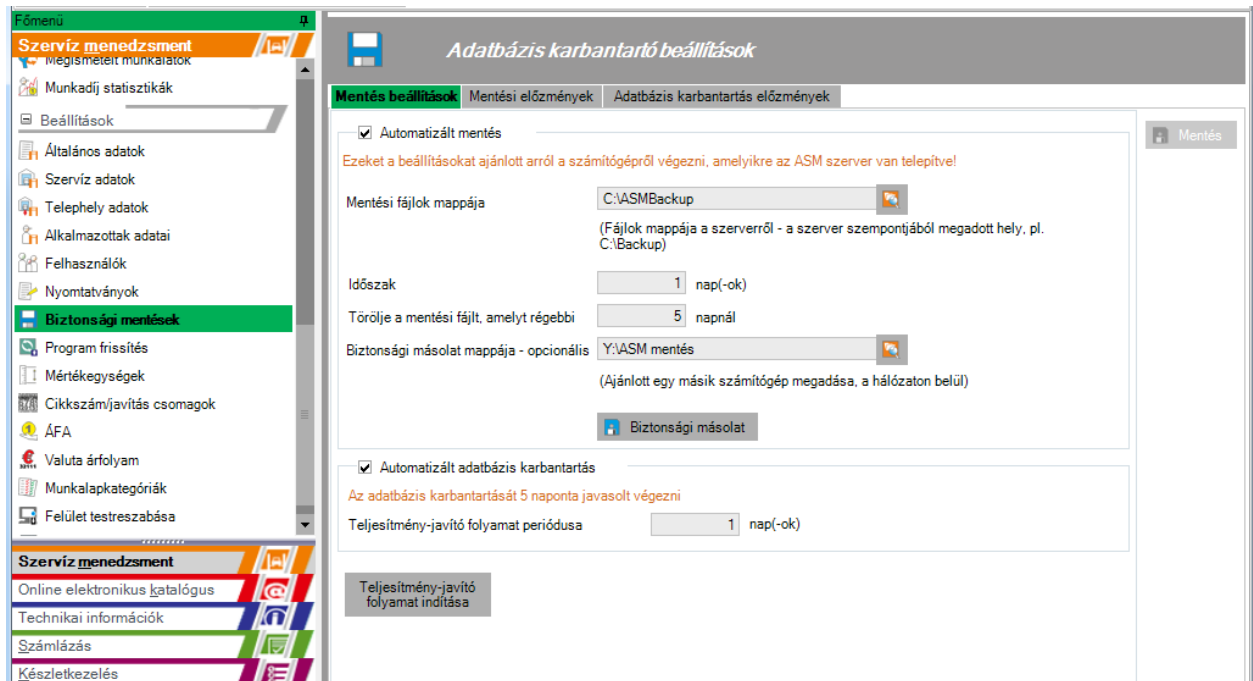 Főmenü
Szervíz menedzsment
Megismételt munkálatok
Munkadíj statisztikák
Beállítások
Általános adatok
Szervíz adatok
Telephely adatok
Alkalmazottak adatai
Felhasználók
Nyomtatványok
Biztonsági mentések
Program frissítés
Mértékegységek
Cikkszám/javítás csomagok
ÁFA
Valuta árfolyam
Munkalapkategóriák
Felület testreszabása
Szervíz menedzsment
Online elektronikus katalógus
Technikai információk
Számlázás
Készletkezelés
Adatbázis karbantartó beállítások
Mentés beállítások Mentési előzmények Adatbázis karbantartás előzmények
Automatizált mentés
Ezeket a beállításokat ajánlott arról a számítógépről végezni, amelyikre az ASM szerver van telepítve!
Mentési fájlok mappája C:\ASMBackup
(Fájlok mappája a szerverről - a szerver szempontjából megadott hely, pl.
C:\Backup)
Időszak 1 nap(-ok)
Törölje a mentési fájlt, amelyt régebbi 5 napnál
Biztonsági másolat mappája - opcionális Y:\ASM mentés
(Ajánlott egy másik számítógép megadása, a hálózaton belül)
Biztonsági másolat
Automatizált adatbázis karbantartás
Az adatbázis karbantartását 5 naponta javasolt végezni
Teljesítmény-javító folyamat periódusa 1 nap(-ok)
Teljesítmény-javító
folyamat indítása
Mentés